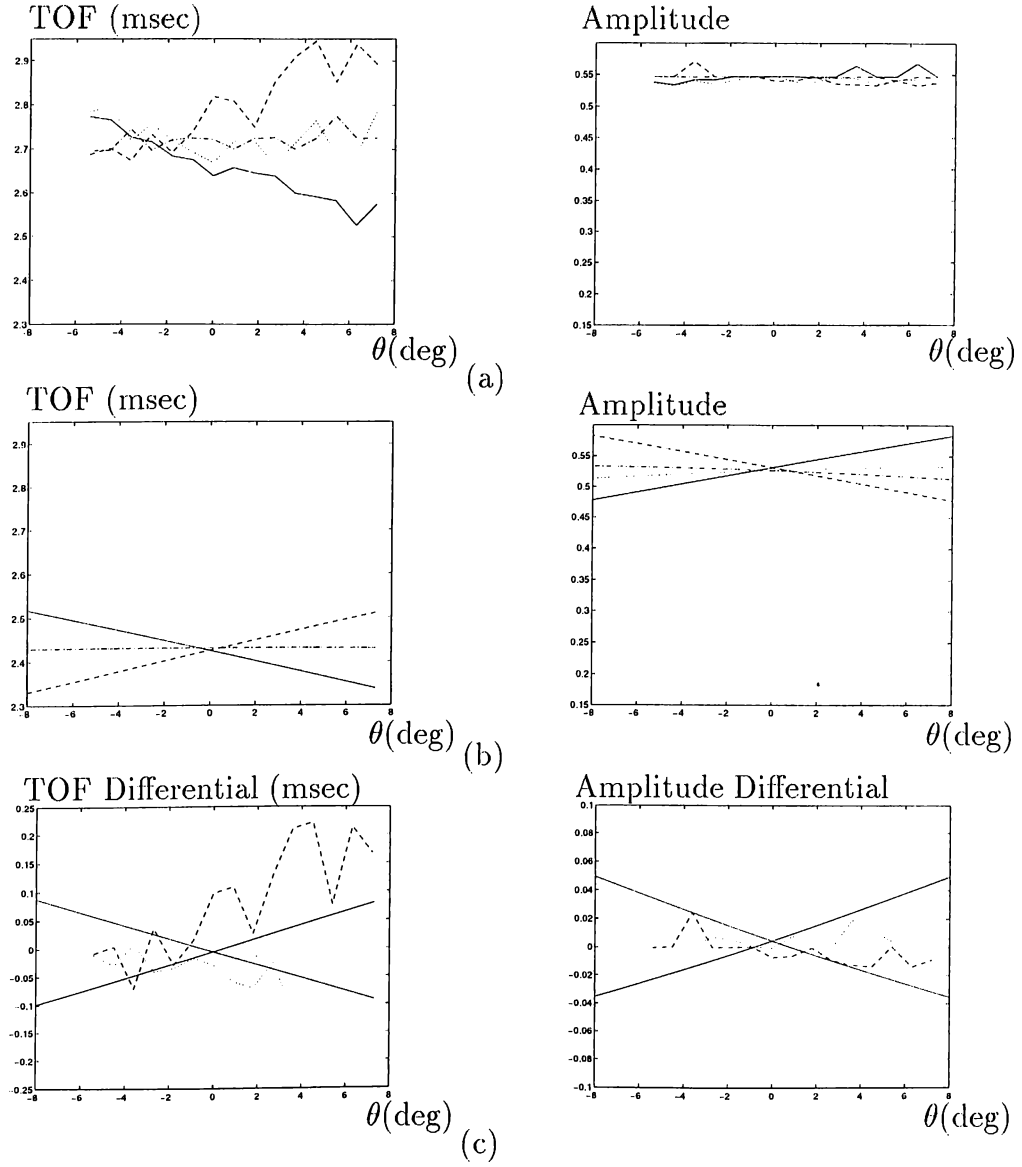 TOF (msec)
2.9
2.8
2.7
2.6
2.5
2.4
2.3
-8 -6 -4 -2 0 2 4 6 8
θ(deg)
Amplitude
0.55
0.5
0.45
0.4
0.35
0.3
0.25
0.2
0.15
-8 -6 -4 -2 0 2 4 6 8
θ(deg)
(a)
TOF (msec)
2.9
2.8
2.7
2.6
2.5
2.4
2.3
-8 -6 -4 -2 0 2 4 6 8
θ(deg)
Amplitude
0.55
0.5
0.45
0.4
0.35
0.3
0.25
0.2
0.15
-8 -6 -4 -2 0 2 4 6 8
θ(deg)
(b)
TOF Differential (msec)
0.25
0.2
0.15
0.1
0.05
0
-0.05
-0.1
-0.15
-0.2
-0.25
-8 -6 -4 -2 0 2 4 6 8
θ(deg)
Amplitude Differential
0.1
0.08
0.06
0.04
0.02
0
-0.02
-0.04
-0.06
-0.08
-0.1
-8 -6 -4 -2 0 2 4 6 8
θ(deg)
(c)